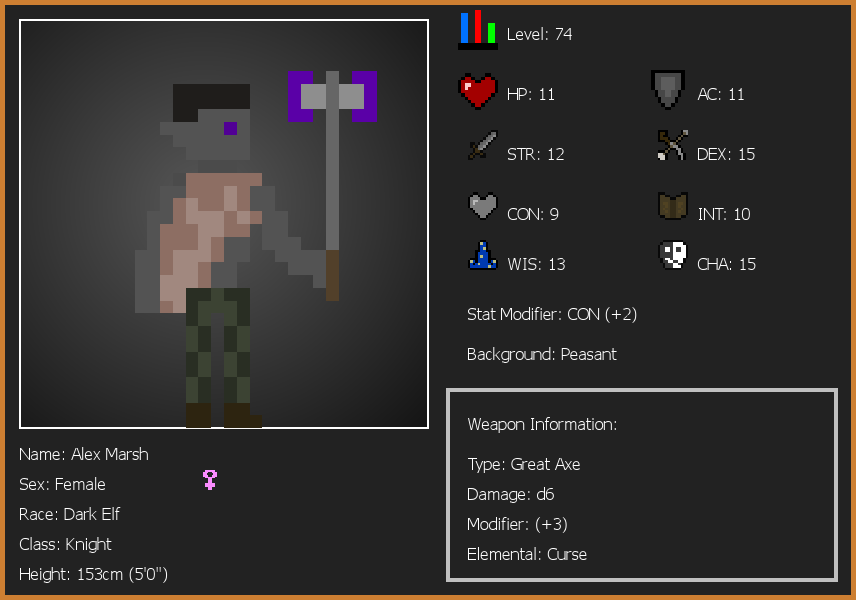 Level: 74
HP: 11
AC: 11
STR: 12
DEX: 15
CON: 9
INT: 10
WIS: 13
CHA: 15
Stat Modifier: CON (+2)
Background: Peasant
Weapon Information:
Type: Great Axe
Damage: d6
Modifier: (+3)
Elemental: Curse
Name: Alex Marsh
Sex: Female
Race: Dark Elf
Class: Knight
Height: 153cm (5'0")